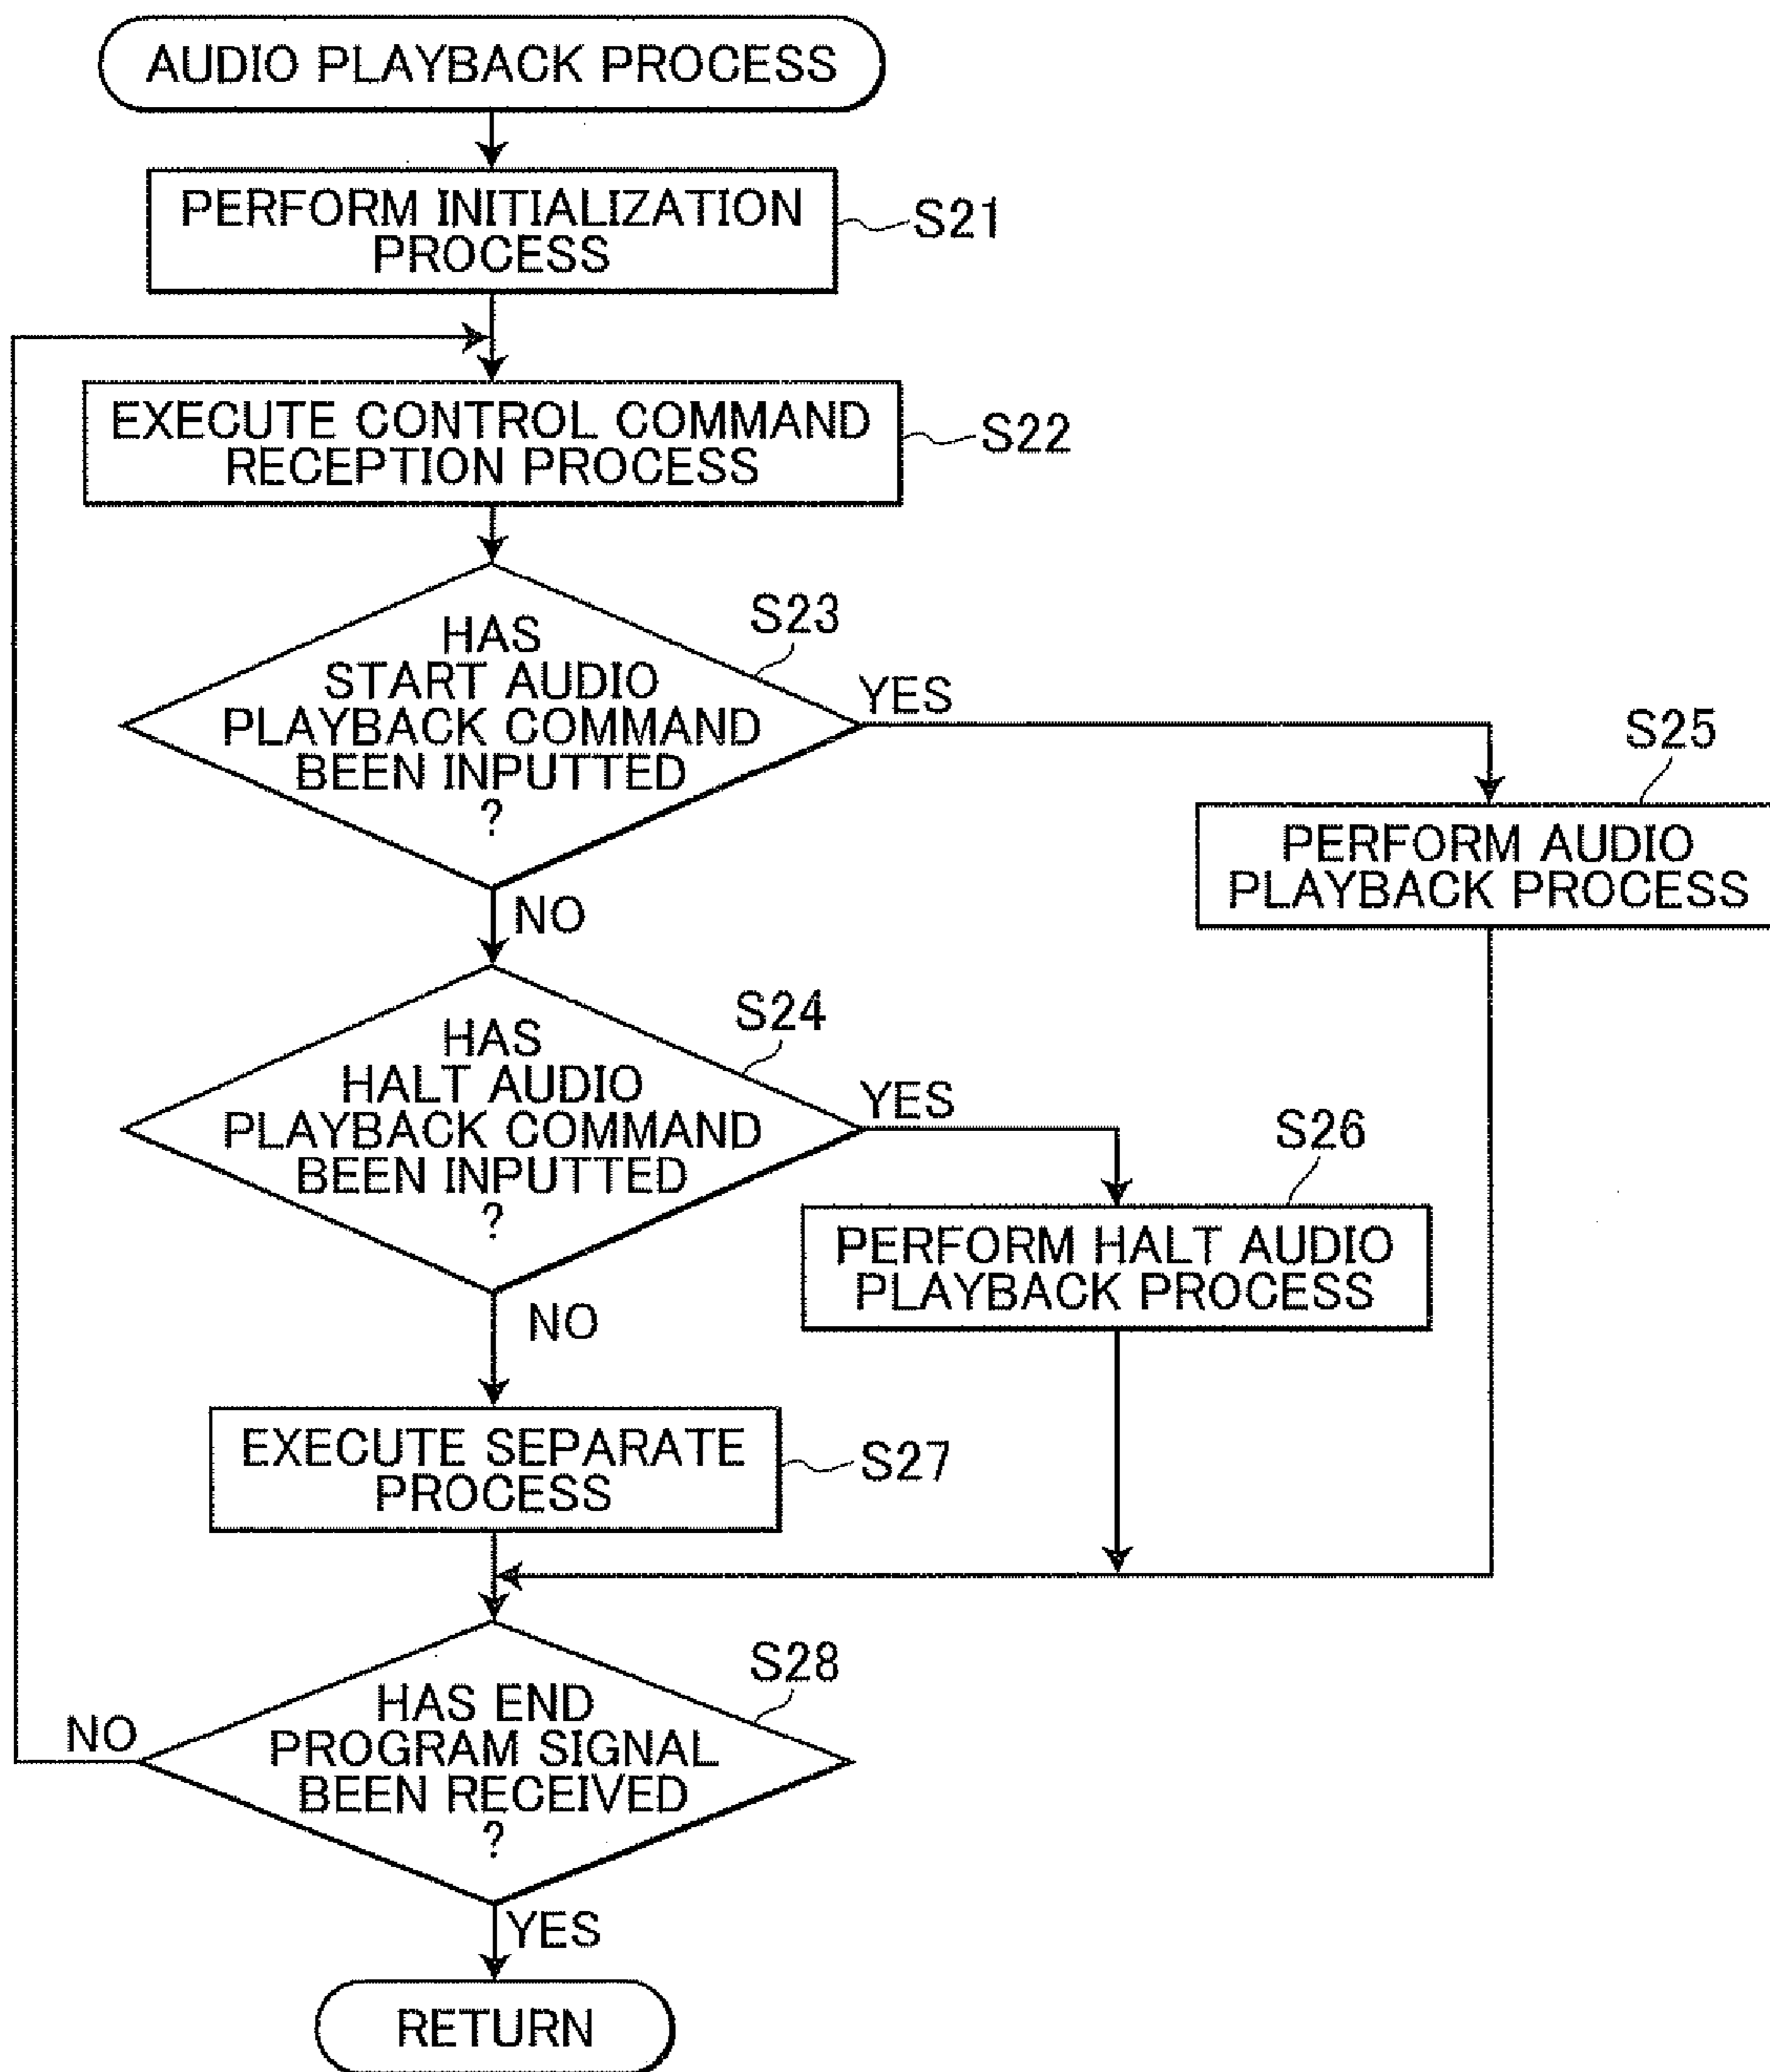 AUDIO PLAYBACK PROCESS
PERFORM INITIALIZATION
PROCESS
S21
EXECUTE CONTROL COMMAND
RECEPTION PROCESS
S22
HAS
START AUDIO
PLAYBACK COMMAND
BEEN INPUTTED
?
S23
YES
NO
S25
PERFORM AUDIO
PLAYBACK PROCESS
HAS
HALT AUDIO
PLAYBACK COMMAND
BEEN INPUTTED
?
S24
YES
NO
S26
PERFORM HALT AUDIO
PLAYBACK PROCESS
EXECUTE SEPARATE
PROCESS
S27
HAS END
PROGRAM SIGNAL
BEEN RECEIVED
?
S28
NO
YES
RETURN